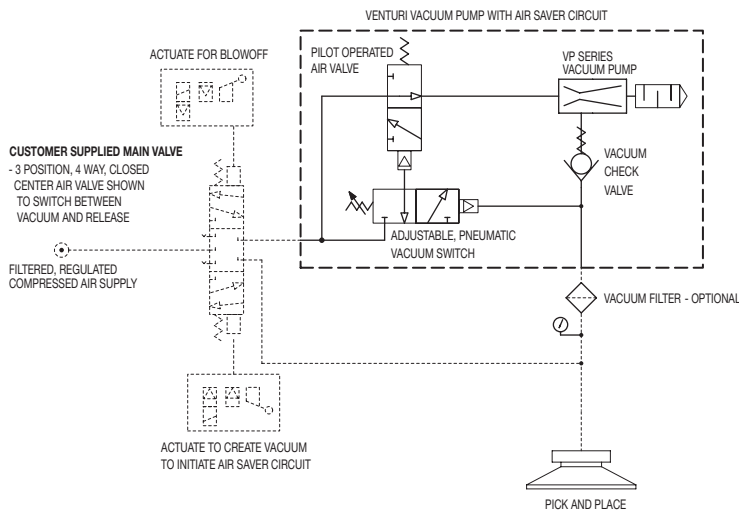 VENTURI VACUUM PUMP WITH AIR SAVER CIRCUIT
ACTUATE FOR BLOWOFF
PILOT OPERATED
AIR VALVE
VP SERIES
VACUUM PUMP
CUSTOMER SUPPLIED MAIN VALVE
- 3 POSITION, 4 WAY, CLOSED
CENTER AIR VALVE SHOWN
TO SWITCH BETWEEN
VACUUM AND RELEASE
VACUUM
CHECK
VALVE
ADJUSTABLE, PNEUMATIC
VACUUM SWITCH
FILTERED, REGULATED
COMPRESSED AIR SUPPLY
VACUUM FILTER - OPTIONAL
ACTUATE TO CREATE VACUUM
TO INITIATE AIR SAVER CIRCUIT
PICK AND PLACE